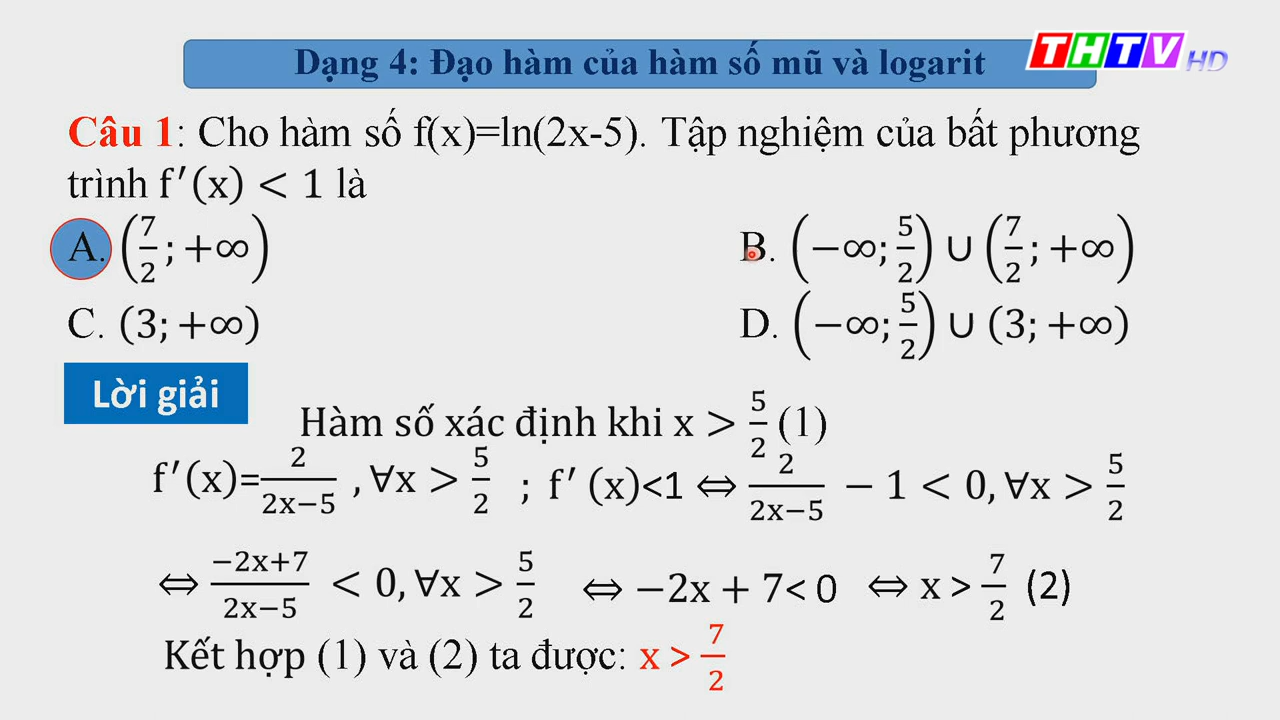 THTV HD
Dạng 4: Đạo hàm của hàm số mũ và logarit
Câu 1: Cho hàm số f(x)=ln(2x-5). Tập nghiệm của bất phương
trình f′(x) < 1 là
A. (7/2 ; +∞)
B. (−∞; 5/2) ∪ (7/2 ; +∞)
C. (3; +∞)
D. (−∞; 5/2) ∪ (3; +∞)
Lời giải
Hàm số xác định khi x > 5/2 (1)
f′(x)=2/(2x−5) , ∀x > 5/2 ; f′ (x)<1 ⇔ 2/(2x−5) − 1 < 0, ∀x > 5/2
⇔ (−2x+7)/(2x−5) < 0, ∀x > 5/2 ⇔ −2x + 7< 0 ⇔ x > 7/2 (2)
Kết hợp (1) và (2) ta được: x > 7/2